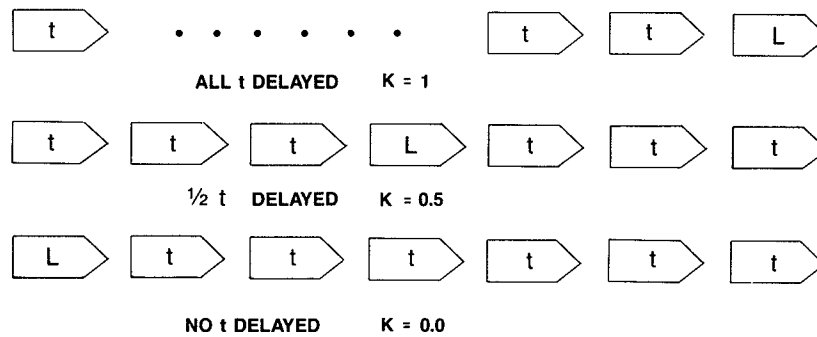 t t t L
ALL t DELAYED K = 1
t t t L t t t
½ t DELAYED K = 0.5
L t t t t t t
NO t DELAYED K = 0.0